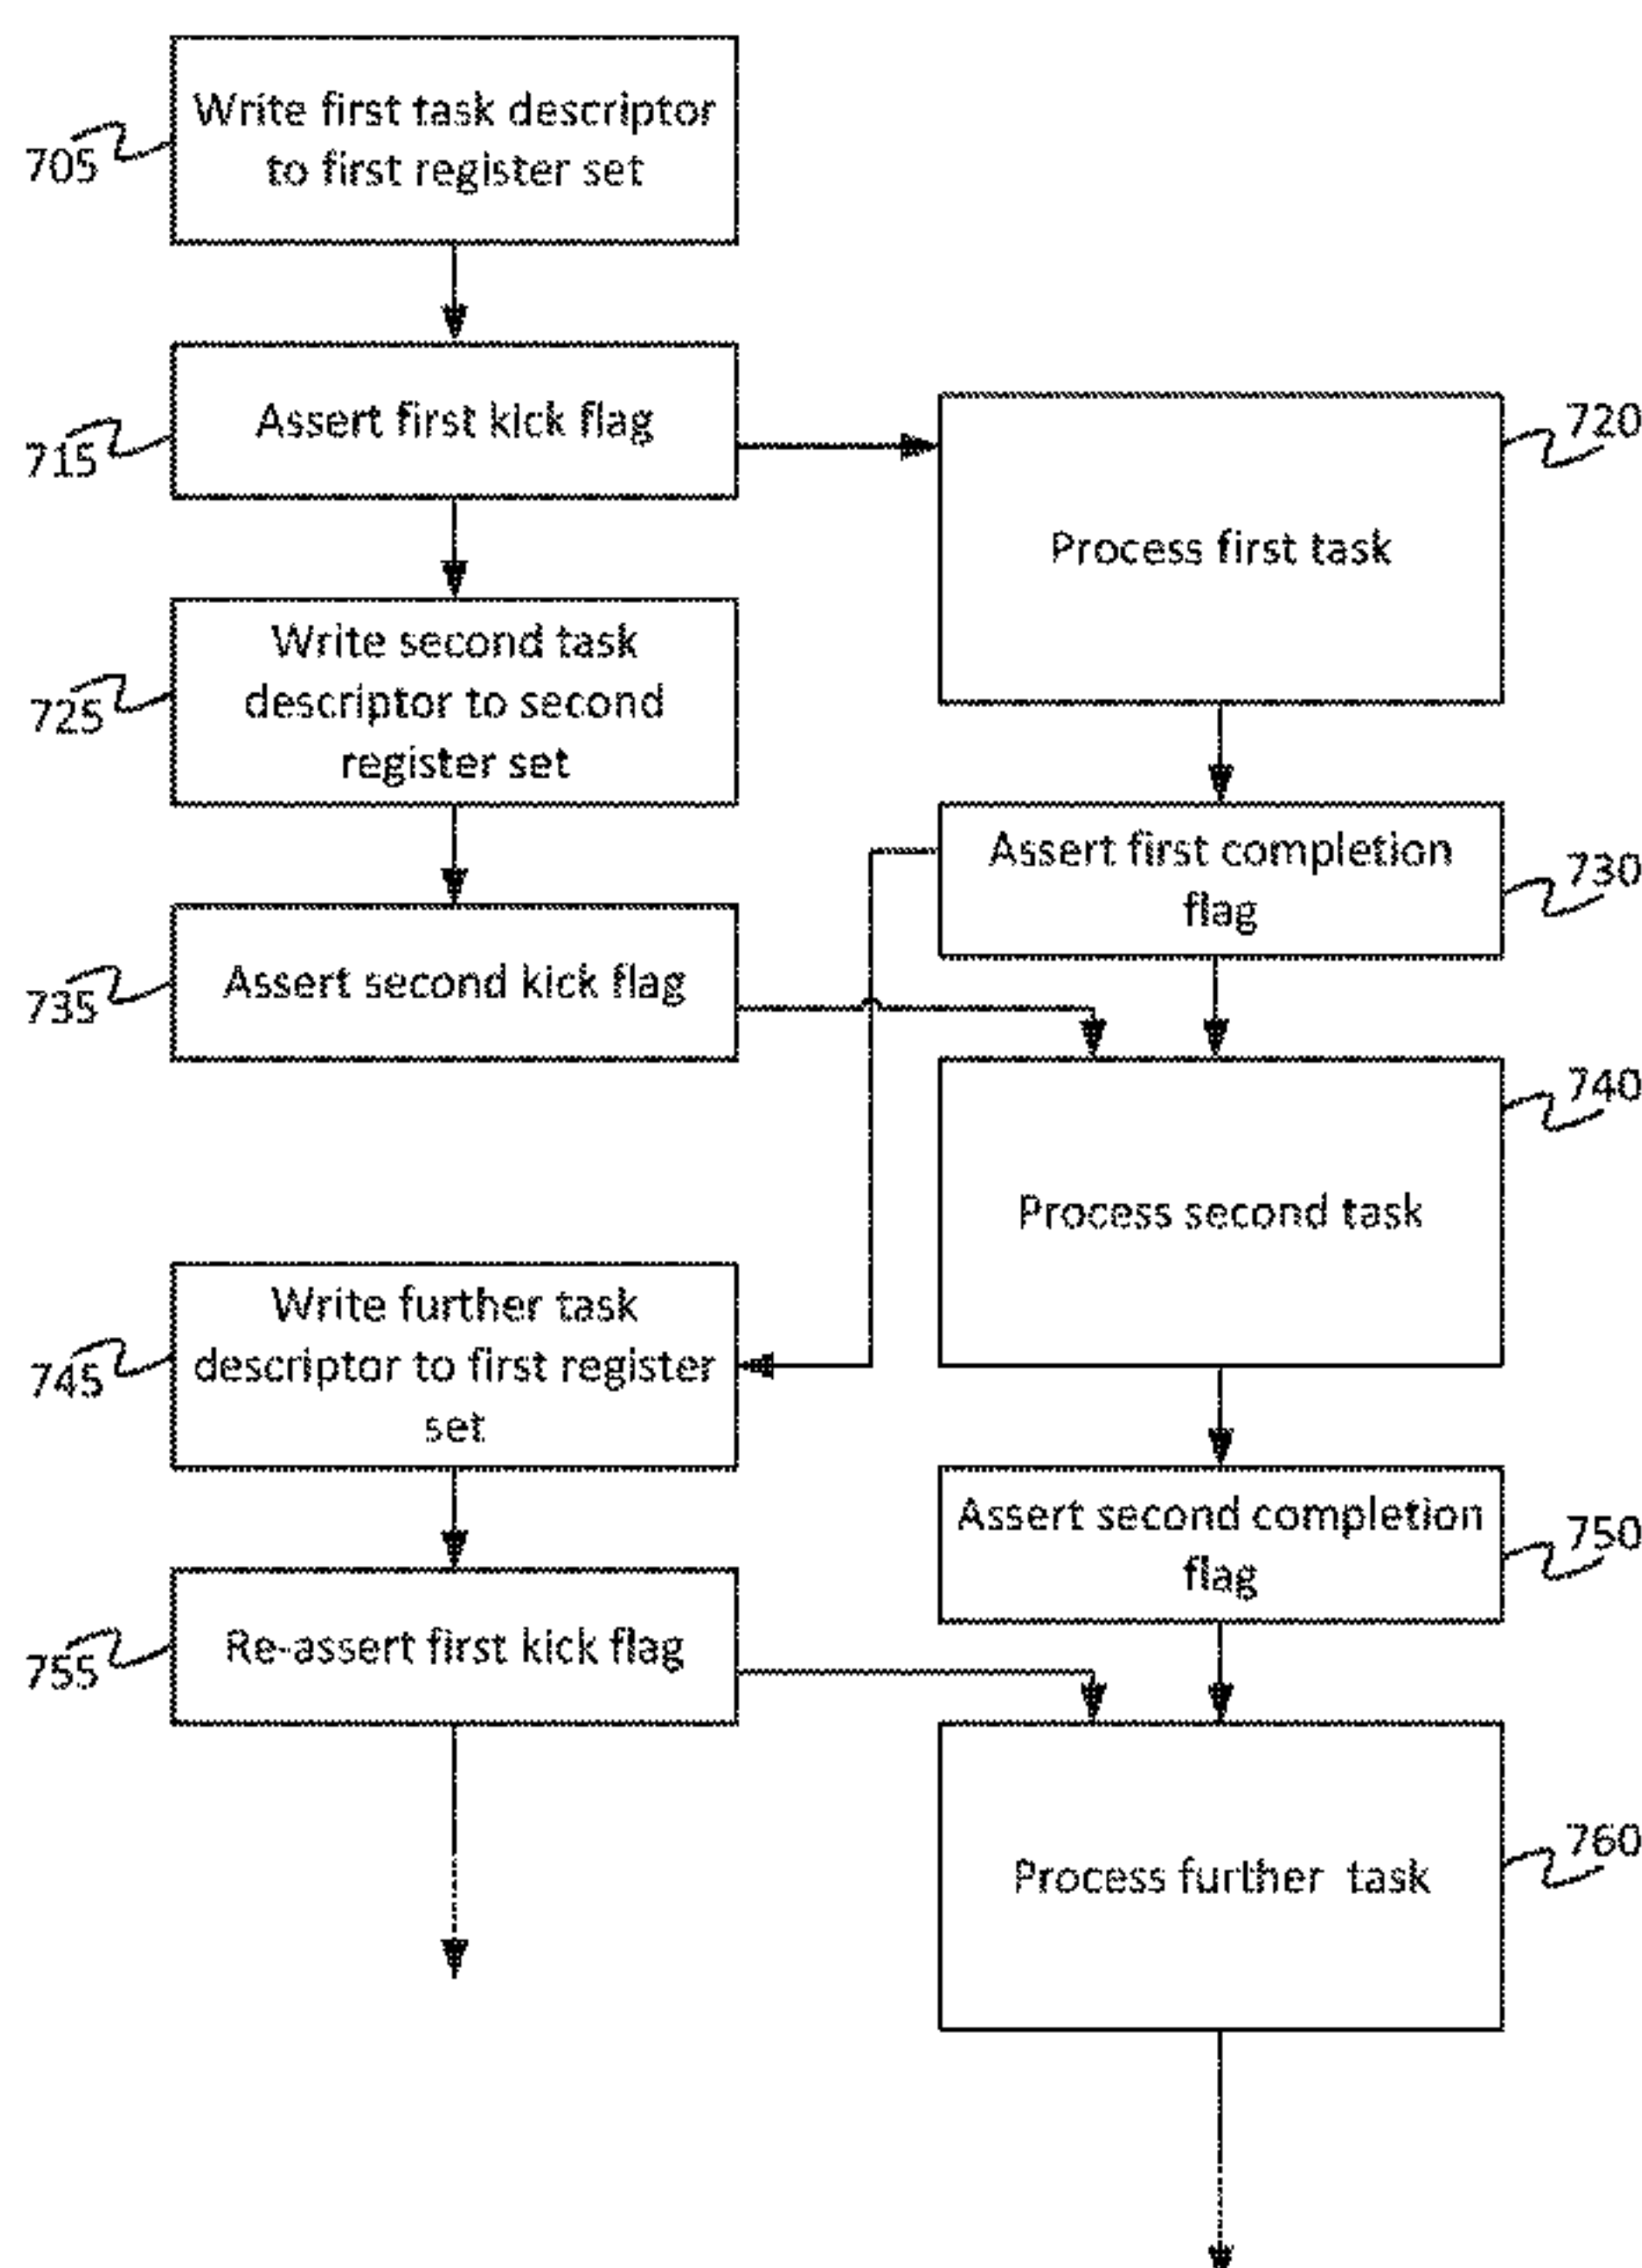 Write first task descriptor
to first register set
705
Assert first kick flag
715
Process first task
720
Write second task
descriptor to second
register set
725
Assert first completion
flag
730
Assert second kick flag
735
Process second task
740
Write further task
descriptor to first register
set
745
Assert second completion
flag
750
Re-assert first kick flag
755
Process further task
760